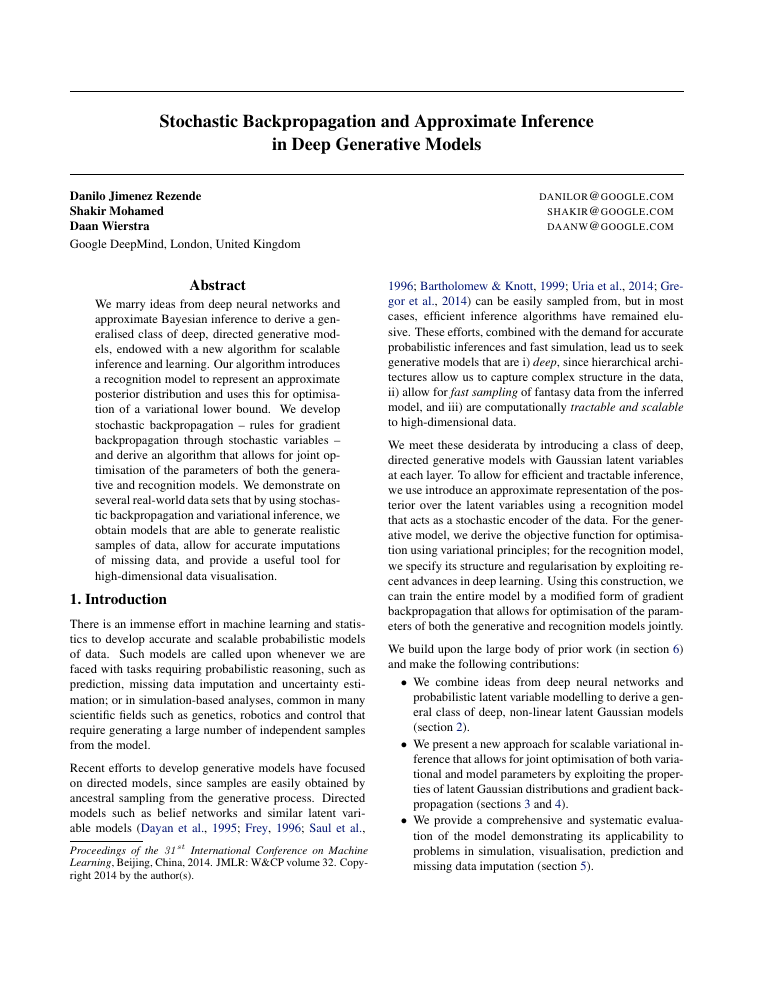 Stochastic Backpropagation and Approximate Inference
in Deep Generative Models
Danilo Jimenez Rezende DANILOR@GOOGLE.COM
Shakir Mohamed SHAKIR@GOOGLE.COM
Daan Wierstra DAANW@GOOGLE.COM
Google DeepMind, London, United Kingdom
Abstract
We marry ideas from deep neural networks and
approximate Bayesian inference to derive a gen-
eralised class of deep, directed generative mod-
els, endowed with a new algorithm for scalable
inference and learning. Our algorithm introduces
a recognition model to represent an approximate
posterior distribution and uses this for optimisa-
tion of a variational lower bound. We develop
stochastic backpropagation – rules for gradient
backpropagation through stochastic variables –
and derive an algorithm that allows for joint op-
timisation of the parameters of both the genera-
tive and recognition models. We demonstrate on
several real-world data sets that by using stochas-
tic backpropagation and variational inference, we
obtain models that are able to generate realistic
samples of data, allow for accurate imputations
of missing data, and provide a useful tool for
high-dimensional data visualisation.
1. Introduction
There is an immense effort in machine learning and statis-
tics to develop accurate and scalable probabilistic models
of data. Such models are called upon whenever we are
faced with tasks requiring probabilistic reasoning, such as
prediction, missing data imputation and uncertainty esti-
mation; or in simulation-based analyses, common in many
scientific fields such as genetics, robotics and control that
require generating a large number of independent samples
from the model.
Recent efforts to develop generative models have focused
on directed models, since samples are easily obtained by
ancestral sampling from the generative process. Directed
models such as belief networks and similar latent vari-
able models (Dayan et al., 1995; Frey, 1996; Saul et al.,
Proceedings of the 31st International Conference on Machine
Learning, Beijing, China, 2014. JMLR: W&CP volume 32. Copy-
right 2014 by the author(s).
1996; Bartholomew & Knott, 1999; Uria et al., 2014; Gre-
gor et al., 2014) can be easily sampled from, but in most
cases, efficient inference algorithms have remained elu-
sive. These efforts, combined with the demand for accurate
probabilistic inferences and fast simulation, lead us to seek
generative models that are i) deep, since hierarchical archi-
tectures allow us to capture complex structure in the data,
ii) allow for fast sampling of fantasy data from the inferred
model, and iii) are computationally tractable and scalable
to high-dimensional data.
We meet these desiderata by introducing a class of deep,
directed generative models with Gaussian latent variables
at each layer. To allow for efficient and tractable inference,
we use introduce an approximate representation of the pos-
terior over the latent variables using a recognition model
that acts as a stochastic encoder of the data. For the gener-
ative model, we derive the objective function for optimisa-
tion using variational principles; for the recognition model,
we specify its structure and regularisation by exploiting re-
cent advances in deep learning. Using this construction, we
can train the entire model by a modified form of gradient
backpropagation that allows for optimisation of the param-
eters of both the generative and recognition models jointly.
We build upon the large body of prior work (in section 6)
and make the following contributions:
• We combine ideas from deep neural networks and
probabilistic latent variable modelling to derive a gen-
eral class of deep, non-linear latent Gaussian models
(section 2).
• We present a new approach for scalable variational in-
ference that allows for joint optimisation of both varia-
tional and model parameters by exploiting the proper-
ties of latent Gaussian distributions and gradient back-
propagation (sections 3 and 4).
• We provide a comprehensive and systematic evalua-
tion of the model demonstrating its applicability to
problems in simulation, visualisation, prediction and
missing data imputation (section 5).